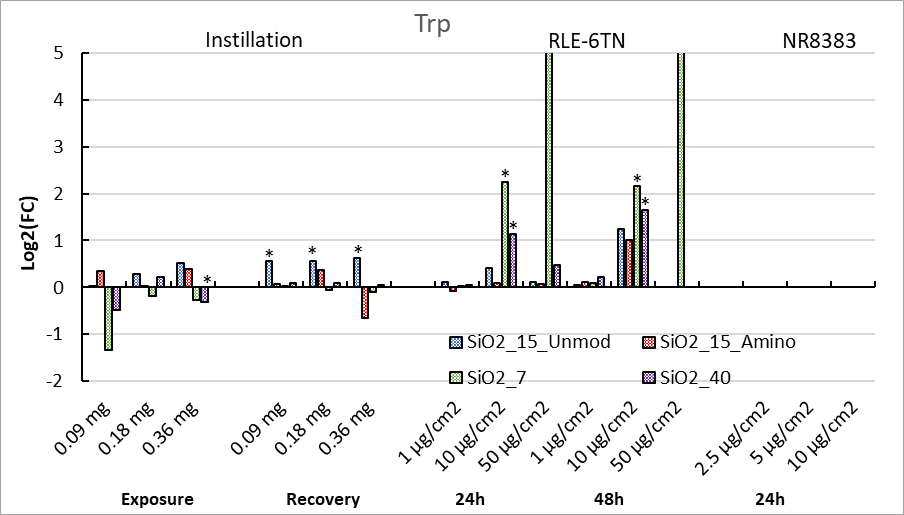 Trp
Instillation RLE-6TN NR8383
5
4
3
2
1
0
-1
-2
Log2(FC)
* * * * * * * *
SiO2_15_Unmod SiO2_15_Amino
SiO2_7 SiO2_40
0.09 mg 0.18 mg 0.36 mg 0.09 mg 0.18 mg 0.36 mg 1 µg/cm2 10 µg/cm2 50 µg/cm2 1 µg/cm2 10 µg/cm2 50 µg/cm2 2.5 µg/cm2 5 µg/cm2 10 µg/cm2
Exposure Recovery 24h 48h 24h